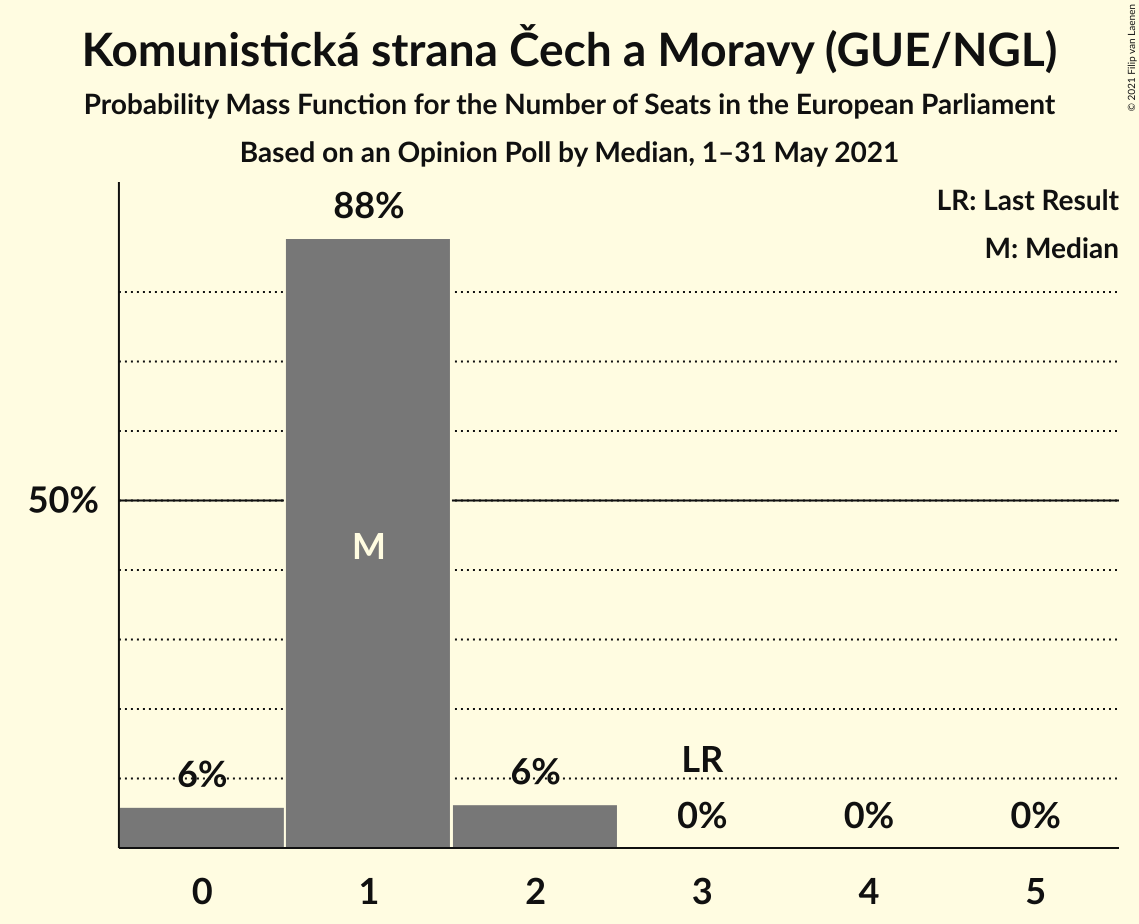 Komunistická strana Čech a Moravy (GUE/NGL)
Probability Mass Function for the Number of Seats in the European Parliament
Based on an Opinion Poll by Median, 1–31 May 2021
© 2021 Filip van Laenen
LR: Last Result
M: Median
88%
50%
M
6%
6%
LR
0%
0%
0%
0
1
2
3
4
5